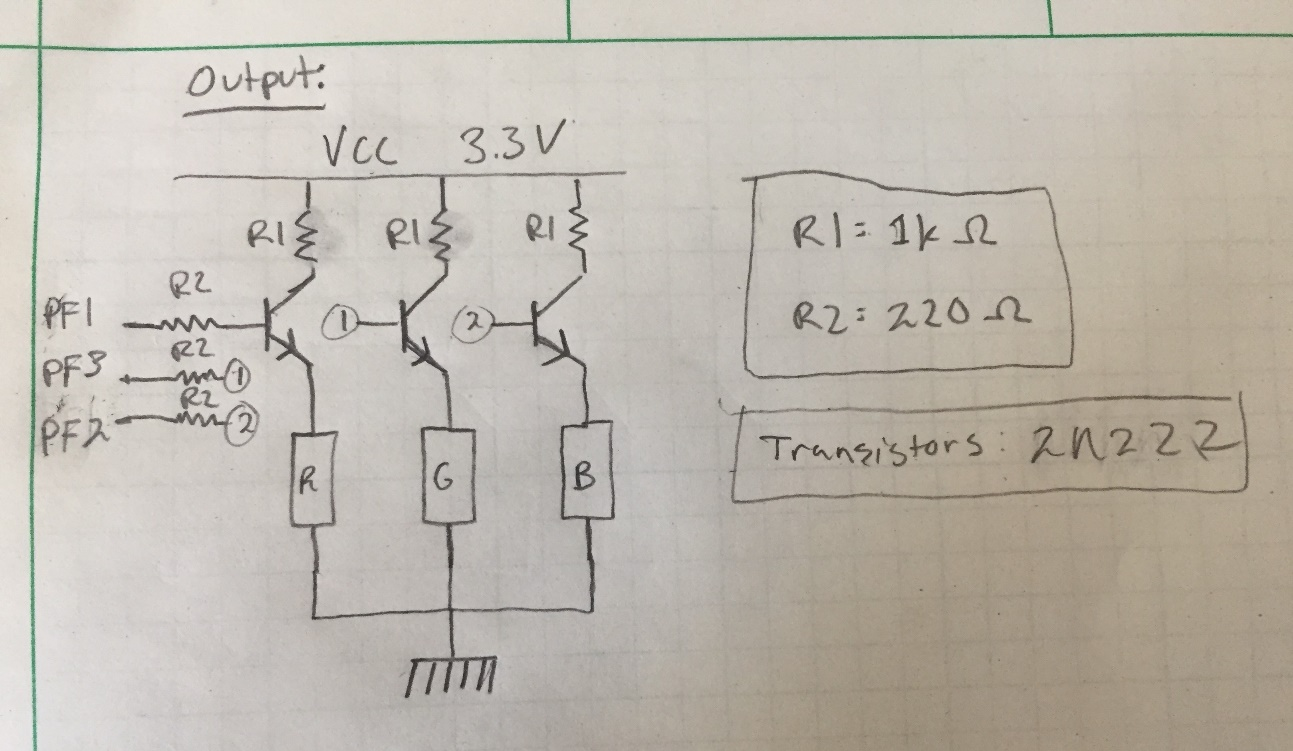 Output:
VCC 3.3V
R1 R1 R1
R2
PF1
① ②
R2
PF3 ①
R2
PF2 ②
R G B
R1 = 1k Ω
R2 = 220 Ω
Transistors: 2N222